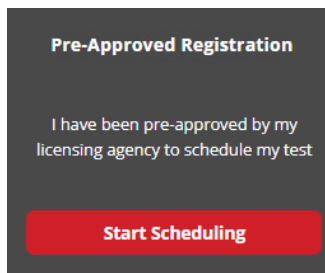 Pre-Approved Registration
I have been pre-approved by my
licensing agency to schedule my test
Start Scheduling